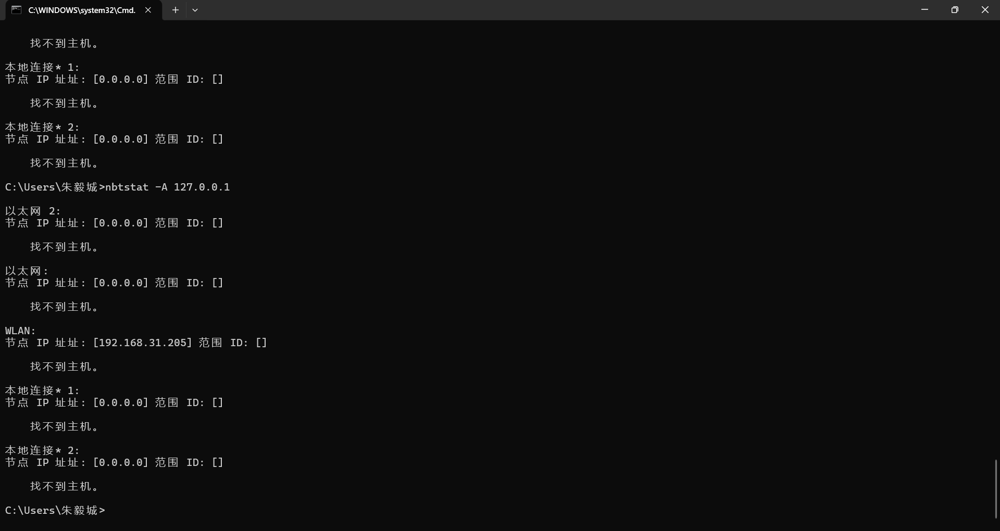 C:\WINDOWS\system32\Cmd.
找不到主机。
本地连接* 1:
节点 IP 址址: [0.0.0.0] 范围 ID: []
找不到主机。
本地连接* 2:
节点 IP 址址: [0.0.0.0] 范围 ID: []
找不到主机。
C:\Users\朱毅城>nbtstat -A 127.0.0.1
以太网 2:
节点 IP 址址: [0.0.0.0] 范围 ID: []
找不到主机。
以太网:
节点 IP 址址: [0.0.0.0] 范围 ID: []
找不到主机。
WLAN:
节点 IP 址址: [192.168.31.205] 范围 ID: []
找不到主机。
本地连接* 1:
节点 IP 址址: [0.0.0.0] 范围 ID: []
找不到主机。
本地连接* 2:
节点 IP 址址: [0.0.0.0] 范围 ID: []
找不到主机。
C:\Users\朱毅城>